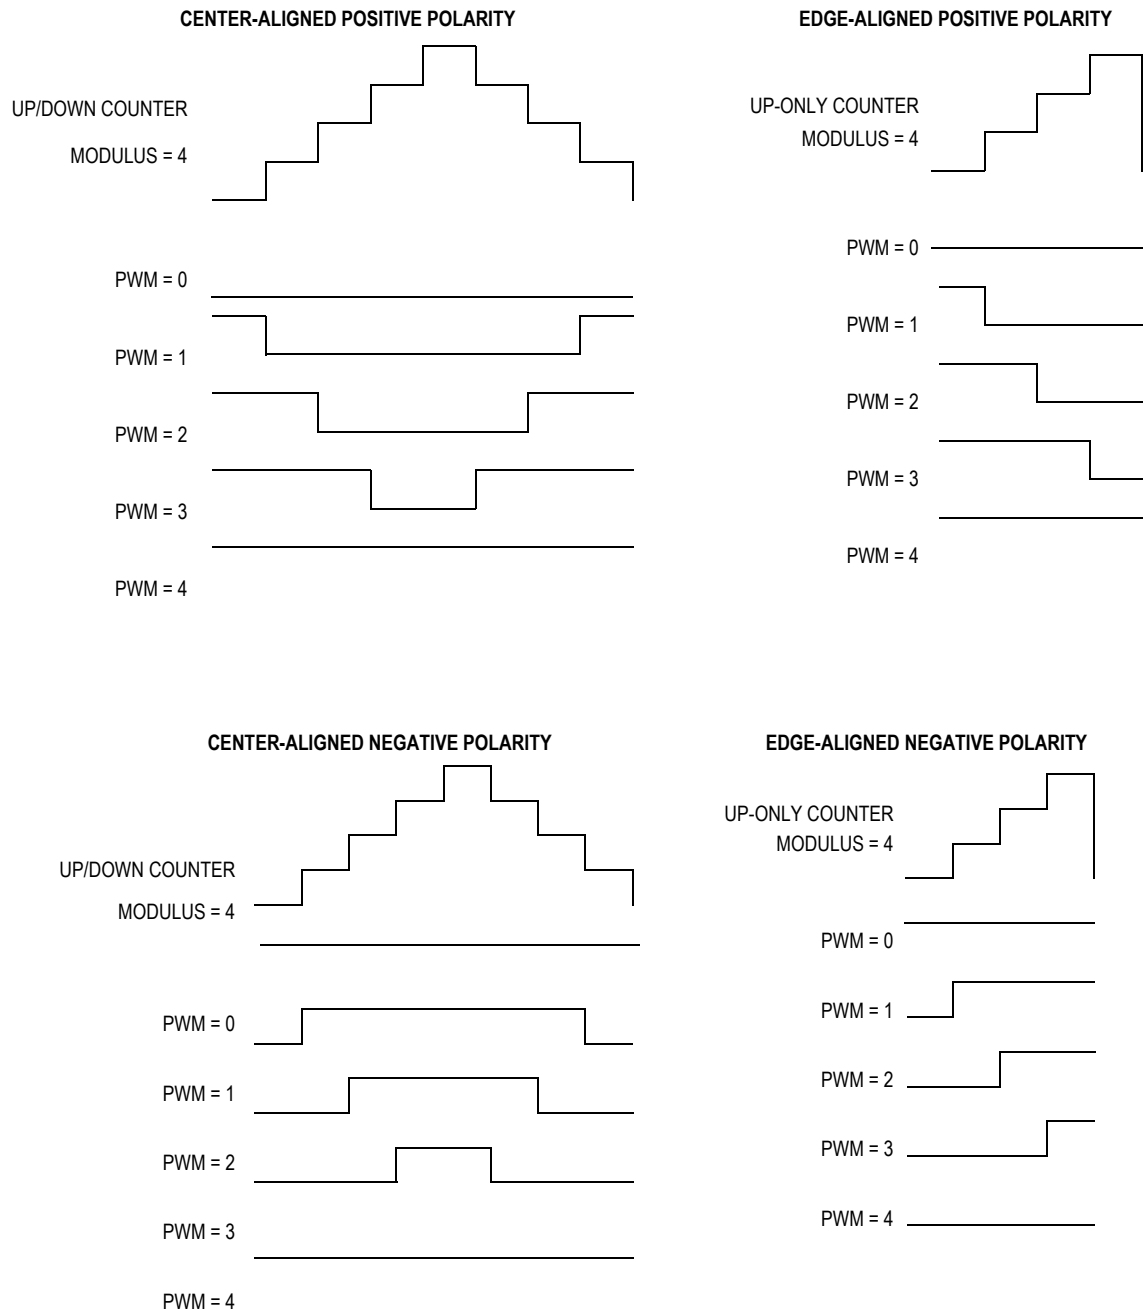 CENTER-ALIGNED POSITIVE POLARITY
UP/DOWN COUNTER
MODULUS = 4
PWM = 0
PWM = 1
PWM = 2
PWM = 3
PWM = 4
EDGE-ALIGNED POSITIVE POLARITY
UP-ONLY COUNTER
MODULUS = 4
PWM = 0
PWM = 1
PWM = 2
PWM = 3
PWM = 4
CENTER-ALIGNED NEGATIVE POLARITY
UP/DOWN COUNTER
MODULUS = 4
PWM = 0
PWM = 1
PWM = 2
PWM = 3
PWM = 4
EDGE-ALIGNED NEGATIVE POLARITY
UP-ONLY COUNTER
MODULUS = 4
PWM = 0
PWM = 1
PWM = 2
PWM = 3
PWM = 4